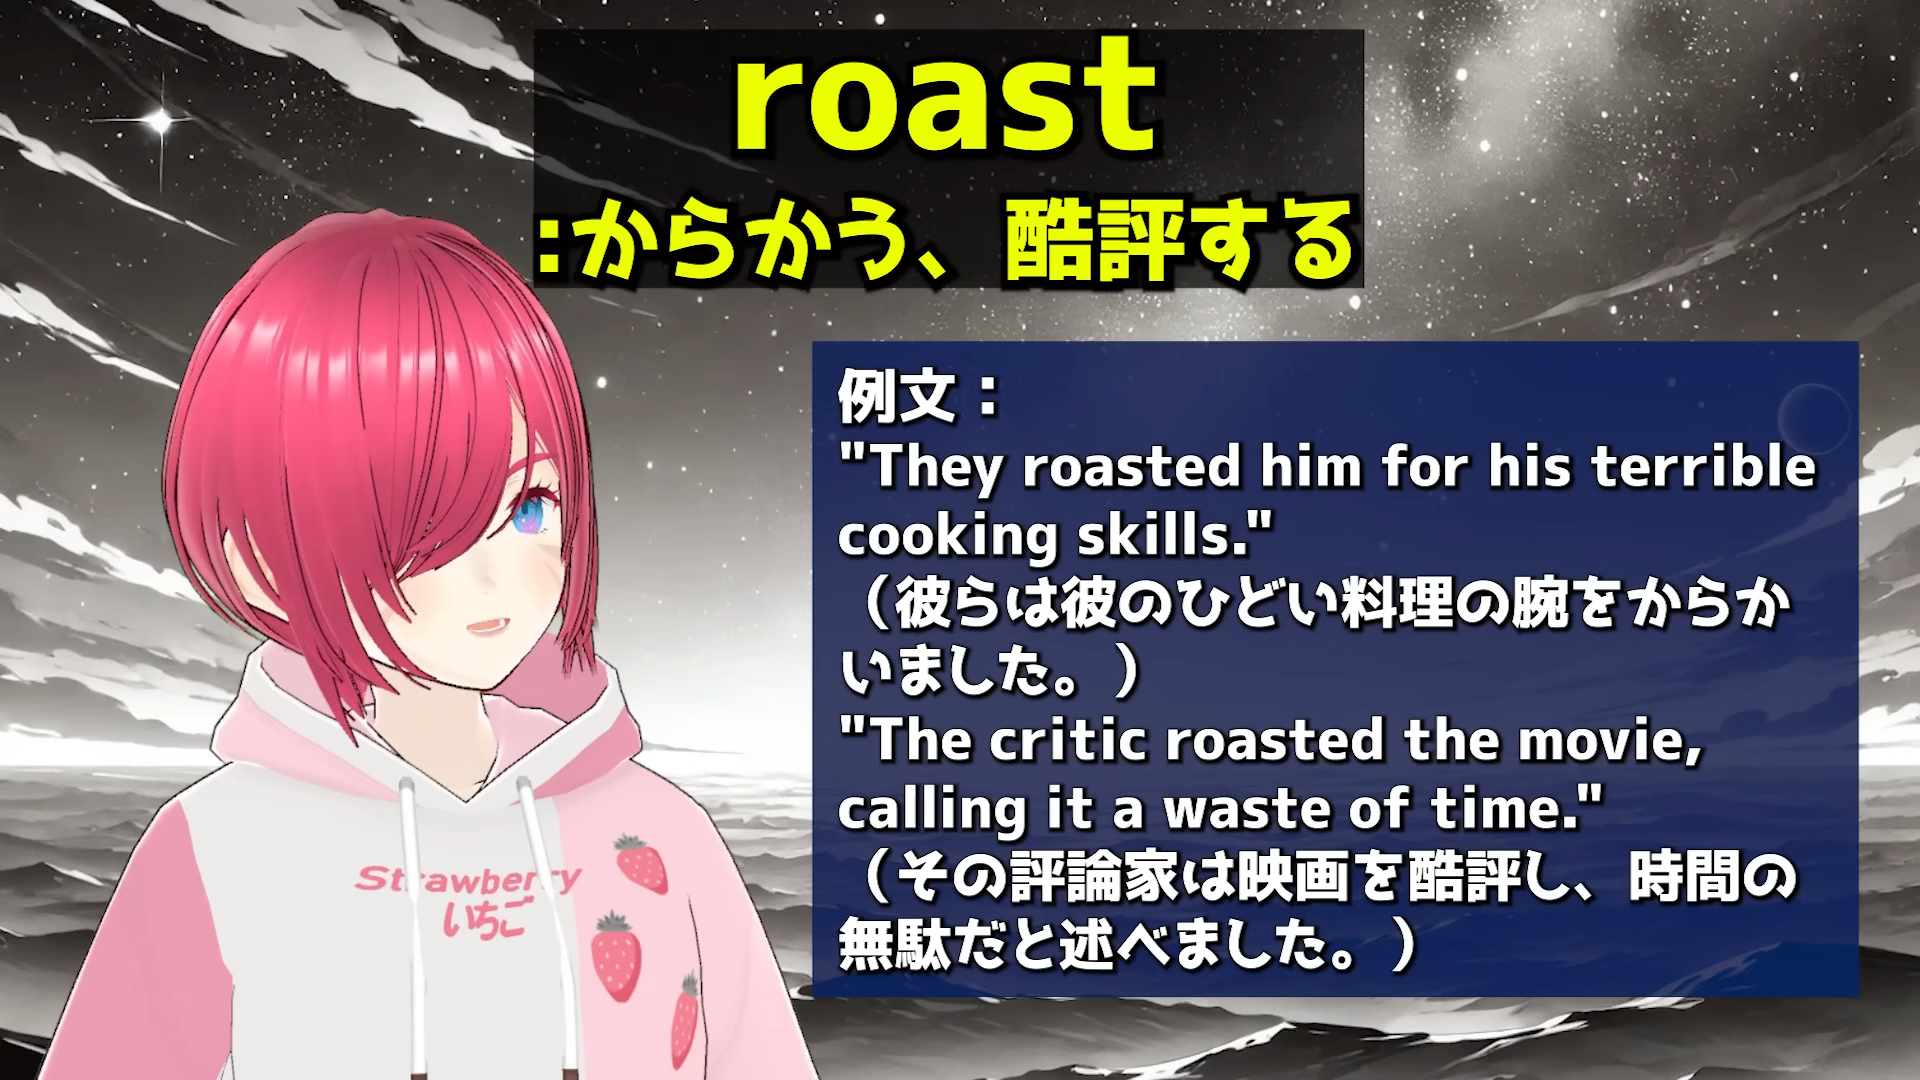 roast
:からかう、酷評する
例文：
"They roasted him for his terrible
cooking skills."
（彼らは彼のひどい料理の腕をからか
いました。）
"The critic roasted the movie,
calling it a waste of time."
（その評論家は映画を酷評し、時間の
無駄だと述べました。）
Strawberry
いちご